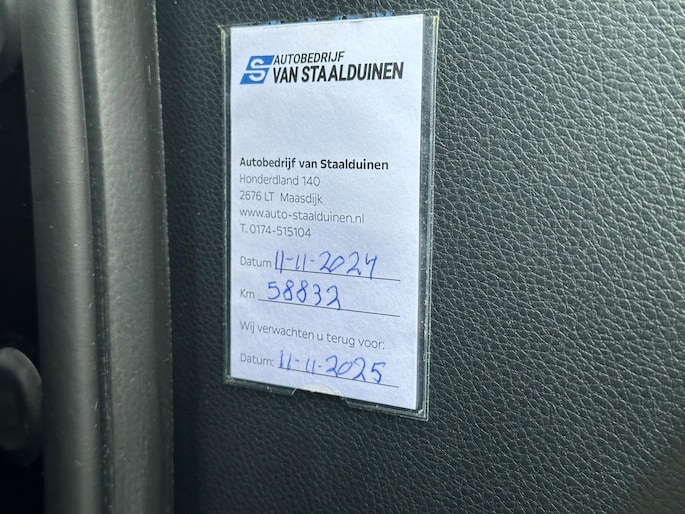 S AUTOBEDRIJF
VAN STAALDUINEN
Autobedrijf van Staalduinen
Honderdland 140
2676 LT Maasdijk
www.auto-staalduinen.nl
T. 0174-515104
Datum 11-11-2024
Km 58832
Wij verwachten u terug voor:
Datum: 11-11-2025